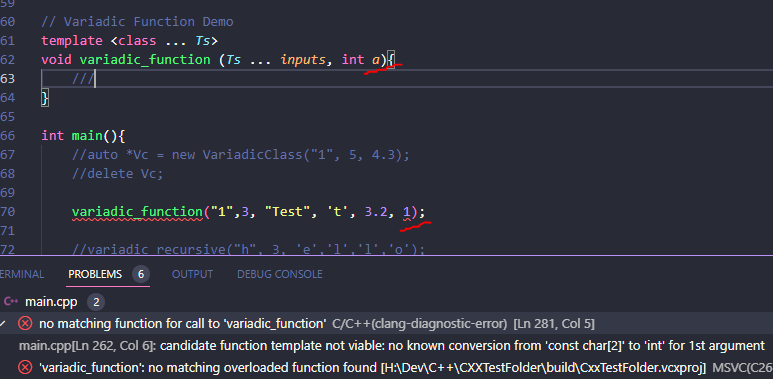 59
60 // Variadic Function Demo
61 template <class ... Ts>
62 void variadic_function (Ts ... inputs, int a){
63 ///
64 }
65
66 int main(){
67 //auto *Vc = new VariadicClass("1", 5, 4.3);
68 //delete Vc;
69
70 variadic_function("1",3, "Test", 't', 3.2, 1);
71
72 //variadic recursive("h", 3, 'e','l','l','o');
ERMINAL PROBLEMS 6 OUTPUT DEBUG CONSOLE
C++ main.cpp 2
no matching function for call to 'variadic_function' C/C++(clang-diagnostic-error) [Ln 281, Col 5]
main.cpp[Ln 262, Col 6]: candidate function template not viable: no known conversion from 'const char[2]' to 'int' for 1st argument
'variadic_function': no matching overloaded function found [H:\Dev\C++\CXXTestFolder\build\CxxTestFolder.vcxproj] MSVC(C26